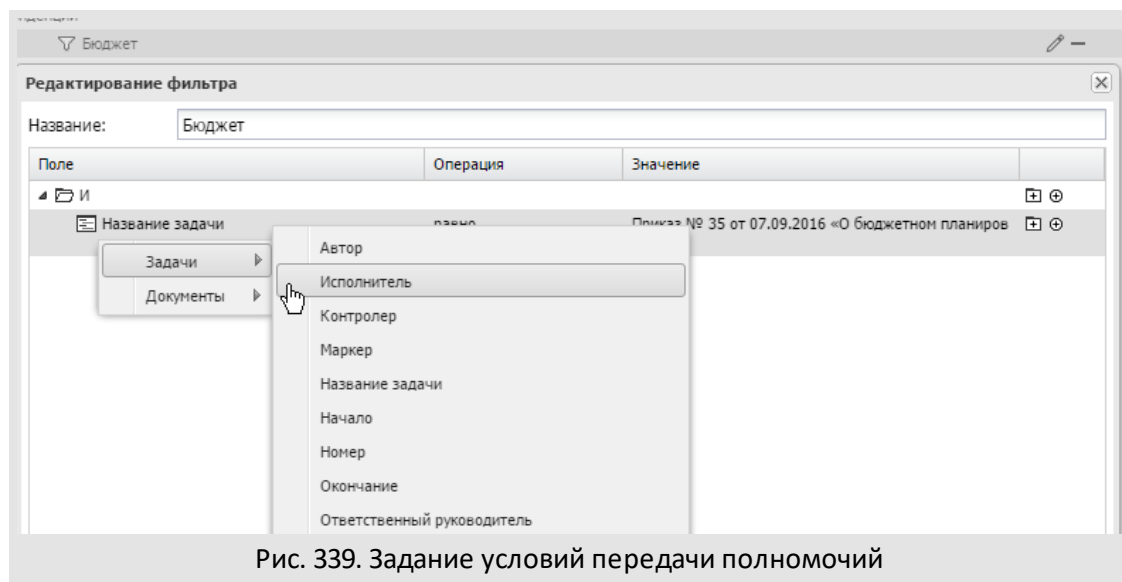 Бюджет
Редактирование фильтра
Название: Бюджет
Поле Операция Значение
И
Название задачи равно Приказ № 35 от 07.09.2016 «О бюджетном планиров
Задачи
Документы
Автор
Исполнитель
Контролер
Маркер
Название задачи
Начало
Номер
Окончание
Ответственный руководитель
Рис. 339. Задание условий передачи полномочий